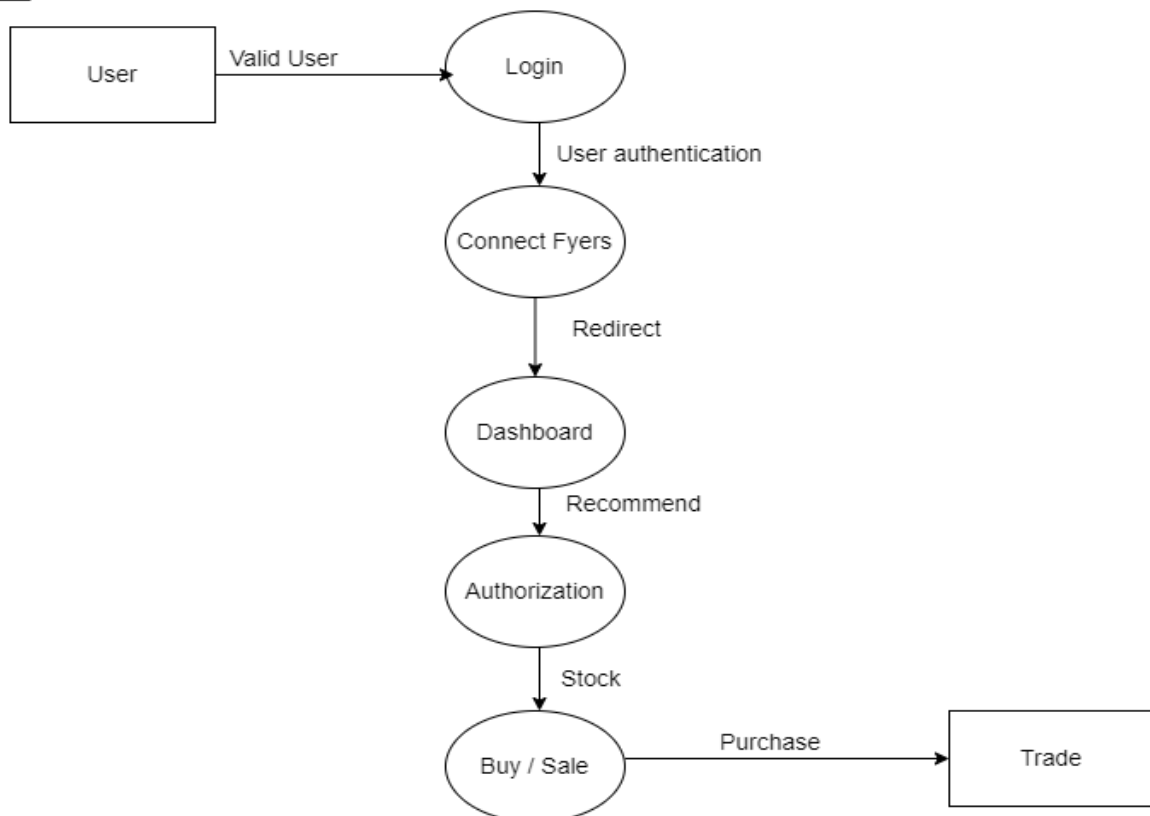 User
Valid User
Login
User authentication
Connect Fyers
Redirect
Dashboard
Recommend
Authorization
Stock
Buy / Sale
Purchase
Trade